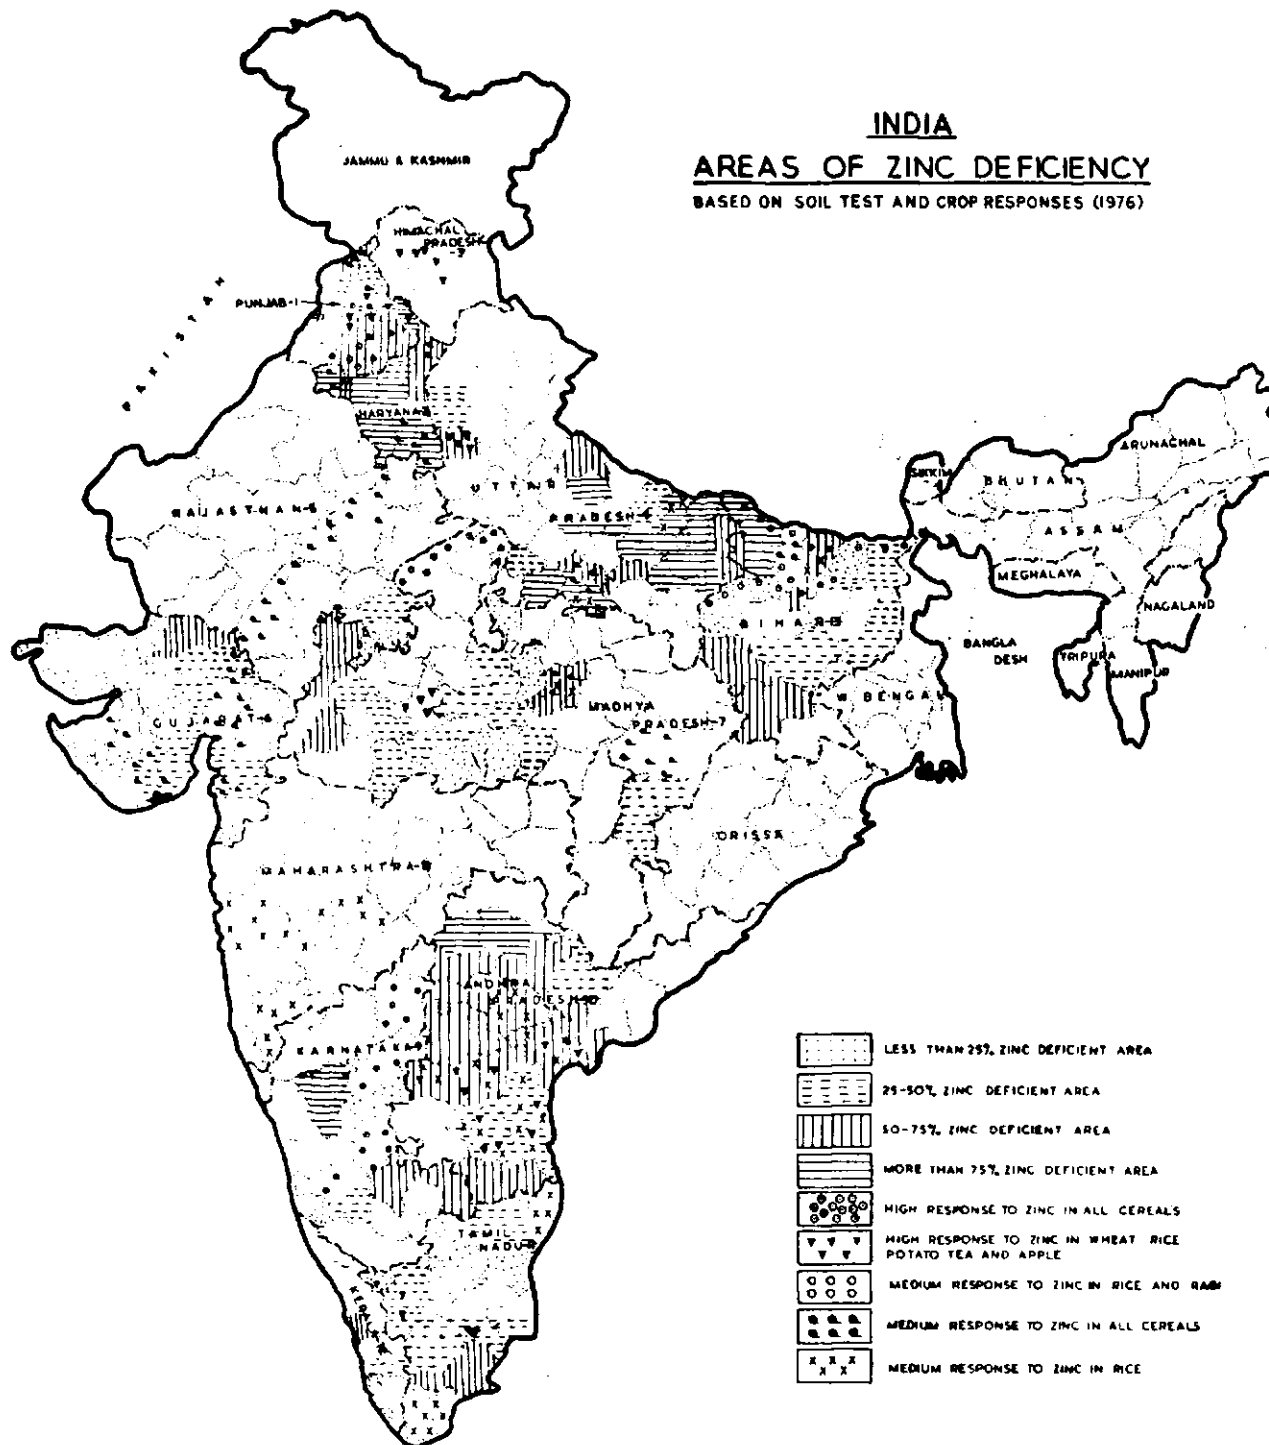 INDIA
AREAS OF ZINC DEFICIENCY
BASED ON SOIL TEST AND CROP RESPONSES (1976)
JAMMU & KASHMIR
HIMACHAL
PRADESH
PUNJAB-1
PAKISTAN
HARYANA
RAJASTHAN
UTTAR
PRADESH
SIKKIM
BHUTAN
ARUNACHAL
ASSAM
MEGHALAYA
NAGALAND
BIHAR
BANGLA
DESH
TRIPURA
MANIPUR
GUJARAT
MADHYA
PRADESH-7
W. BENGAL
ORISSA
MAHARASHTRA
ANDHRA
PRADESH
KARNATAKA
TAMIL
NADU
KERALA
LESS THAN 25% ZINC DEFICIENT AREA
25-50% ZINC DEFICIENT AREA
50-75% ZINC DEFICIENT AREA
MORE THAN 75% ZINC DEFICIENT AREA
HIGH RESPONSE TO ZINC IN ALL CEREALS
HIGH RESPONSE TO ZINC IN WHEAT RICE
POTATO TEA AND APPLE
MEDIUM RESPONSE TO ZINC IN RICE AND RABI
MEDIUM RESPONSE TO ZINC IN ALL CEREALS
MEDIUM RESPONSE TO ZINC IN RICE